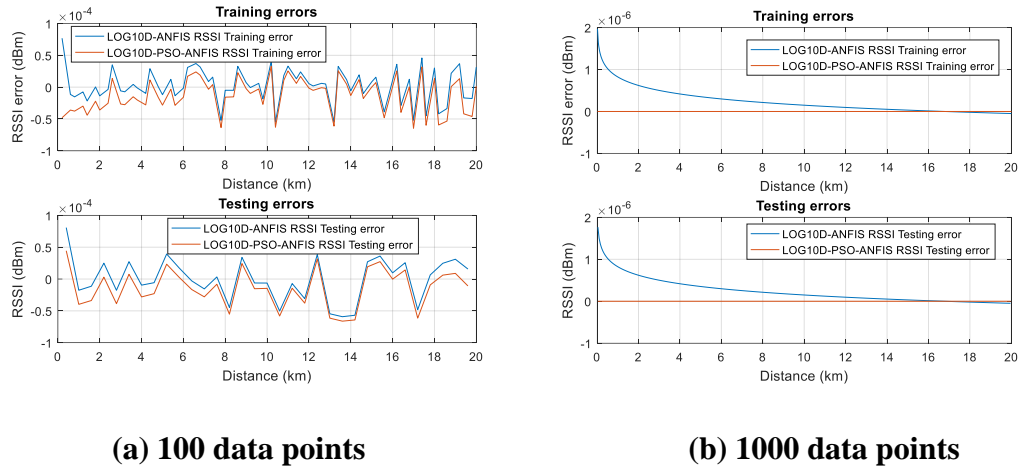 Training errors
×10^-4
LOG10D-ANFIS RSSI Training error
LOG10D-PSO-ANFIS RSSI Training error
RSSI error (dBm)
1
0.5
0
-0.5
-1
0 2 4 6 8 10 12 14 16 18 20
Distance (km)
Testing errors
×10^-4
LOG10D-ANFIS RSSI Testing error
LOG10D-PSO-ANFIS RSSI Testing error
RSSI (dBm)
1
0.5
0
-0.5
-1
0 2 4 6 8 10 12 14 16 18 20
Distance (km)
(a) 100 data points
Training errors
×10^-6
LOG10D-ANFIS RSSI Training error
LOG10D-PSO-ANFIS RSSI Training error
RSSI error (dBm)
2
1
0
-1
0 2 4 6 8 10 12 14 16 18 20
Distance (km)
Testing errors
×10^-6
LOG10D-ANFIS RSSI Testing error
LOG10D-PSO-ANFIS RSSI Testing error
RSSI (dBm)
2
1
0
-1
0 2 4 6 8 10 12 14 16 18 20
Distance (km)
(b) 1000 data points